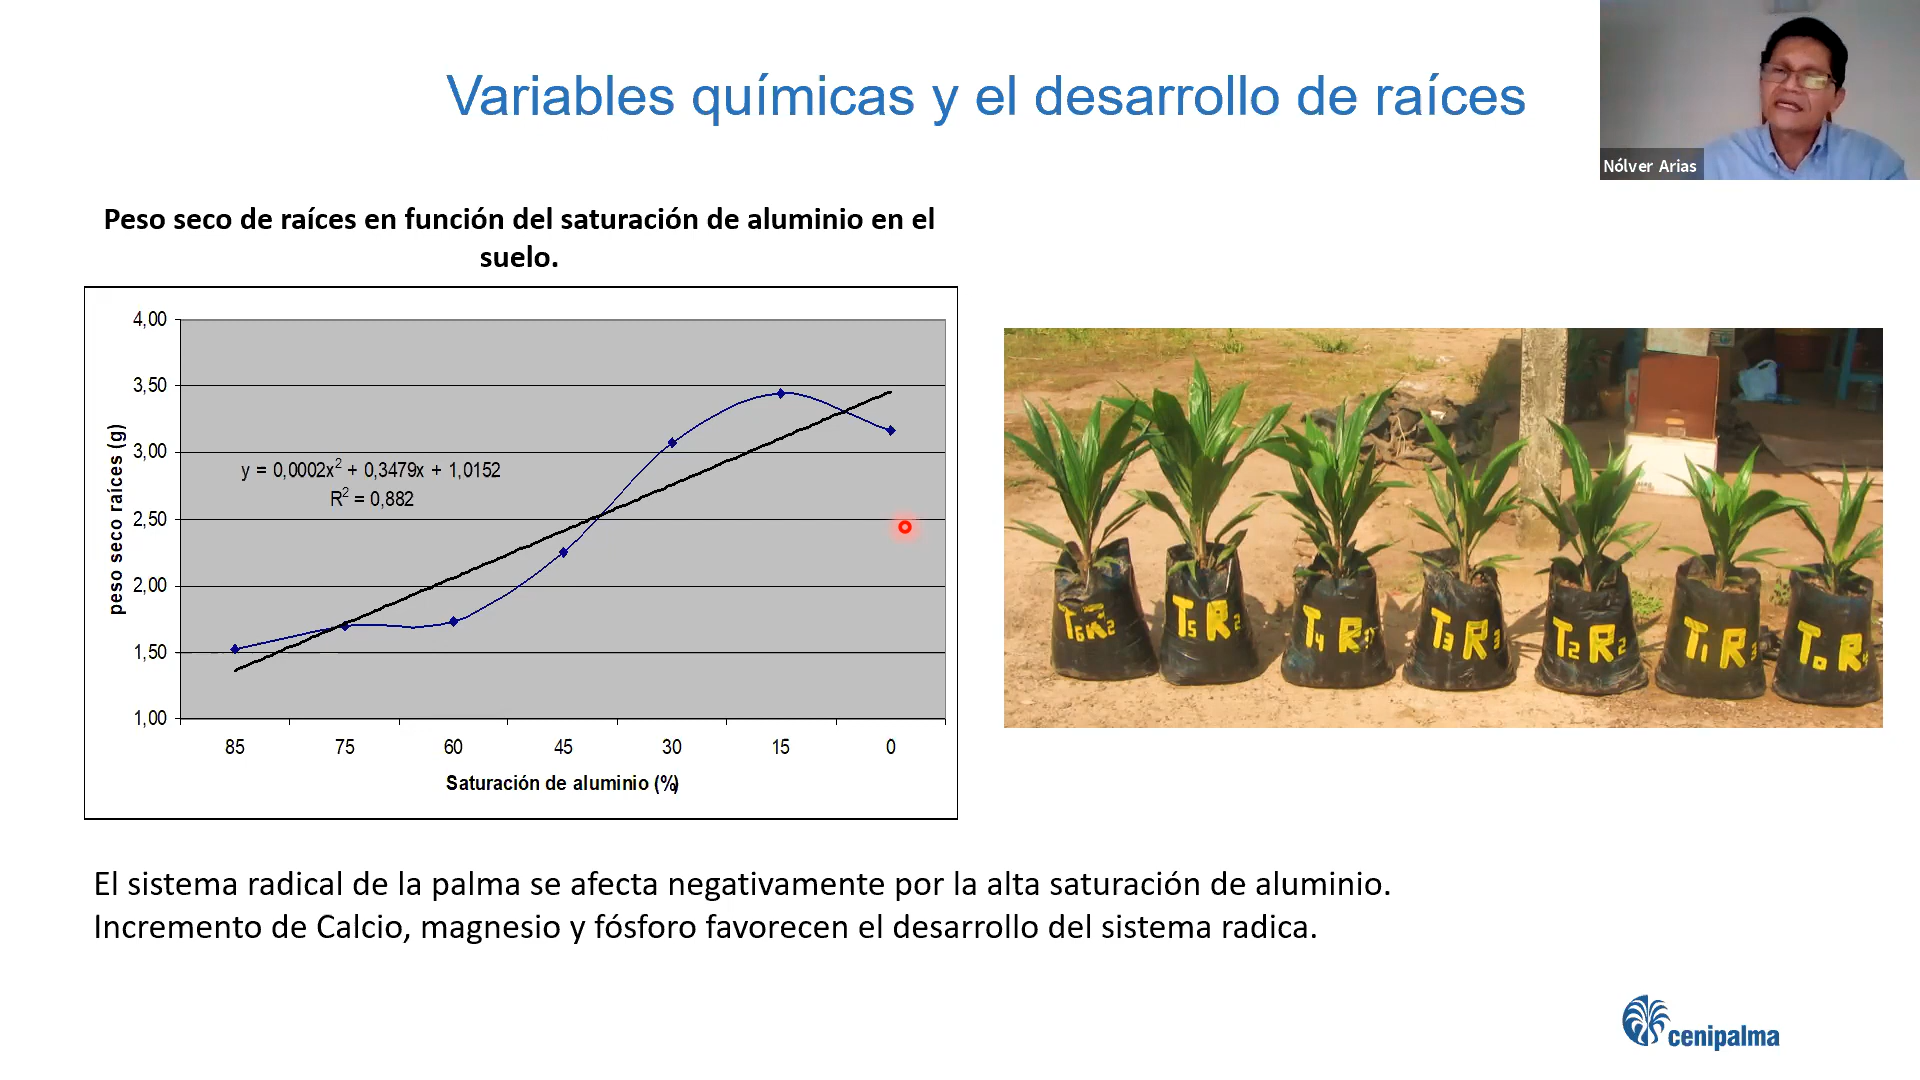 Variables químicas y el desarrollo de raíces
Nólver Arias
Peso seco de raíces en función del saturación de aluminio en el
suelo.
4,00
3,50
3,00
2,50
2,00
1,50
1,00
peso seco raíces (g)
y = 0,0002x² + 0,3479x + 1,0152
R² = 0,882
85 75 60 45 30 15 0
Saturación de aluminio (%)
T6R2 T5R2 T4R T3R3 T2R2 T1R3 T0R
El sistema radical de la palma se afecta negativamente por la alta saturación de aluminio.
Incremento de Calcio, magnesio y fósforo favorecen el desarrollo del sistema radica.
cenipalma